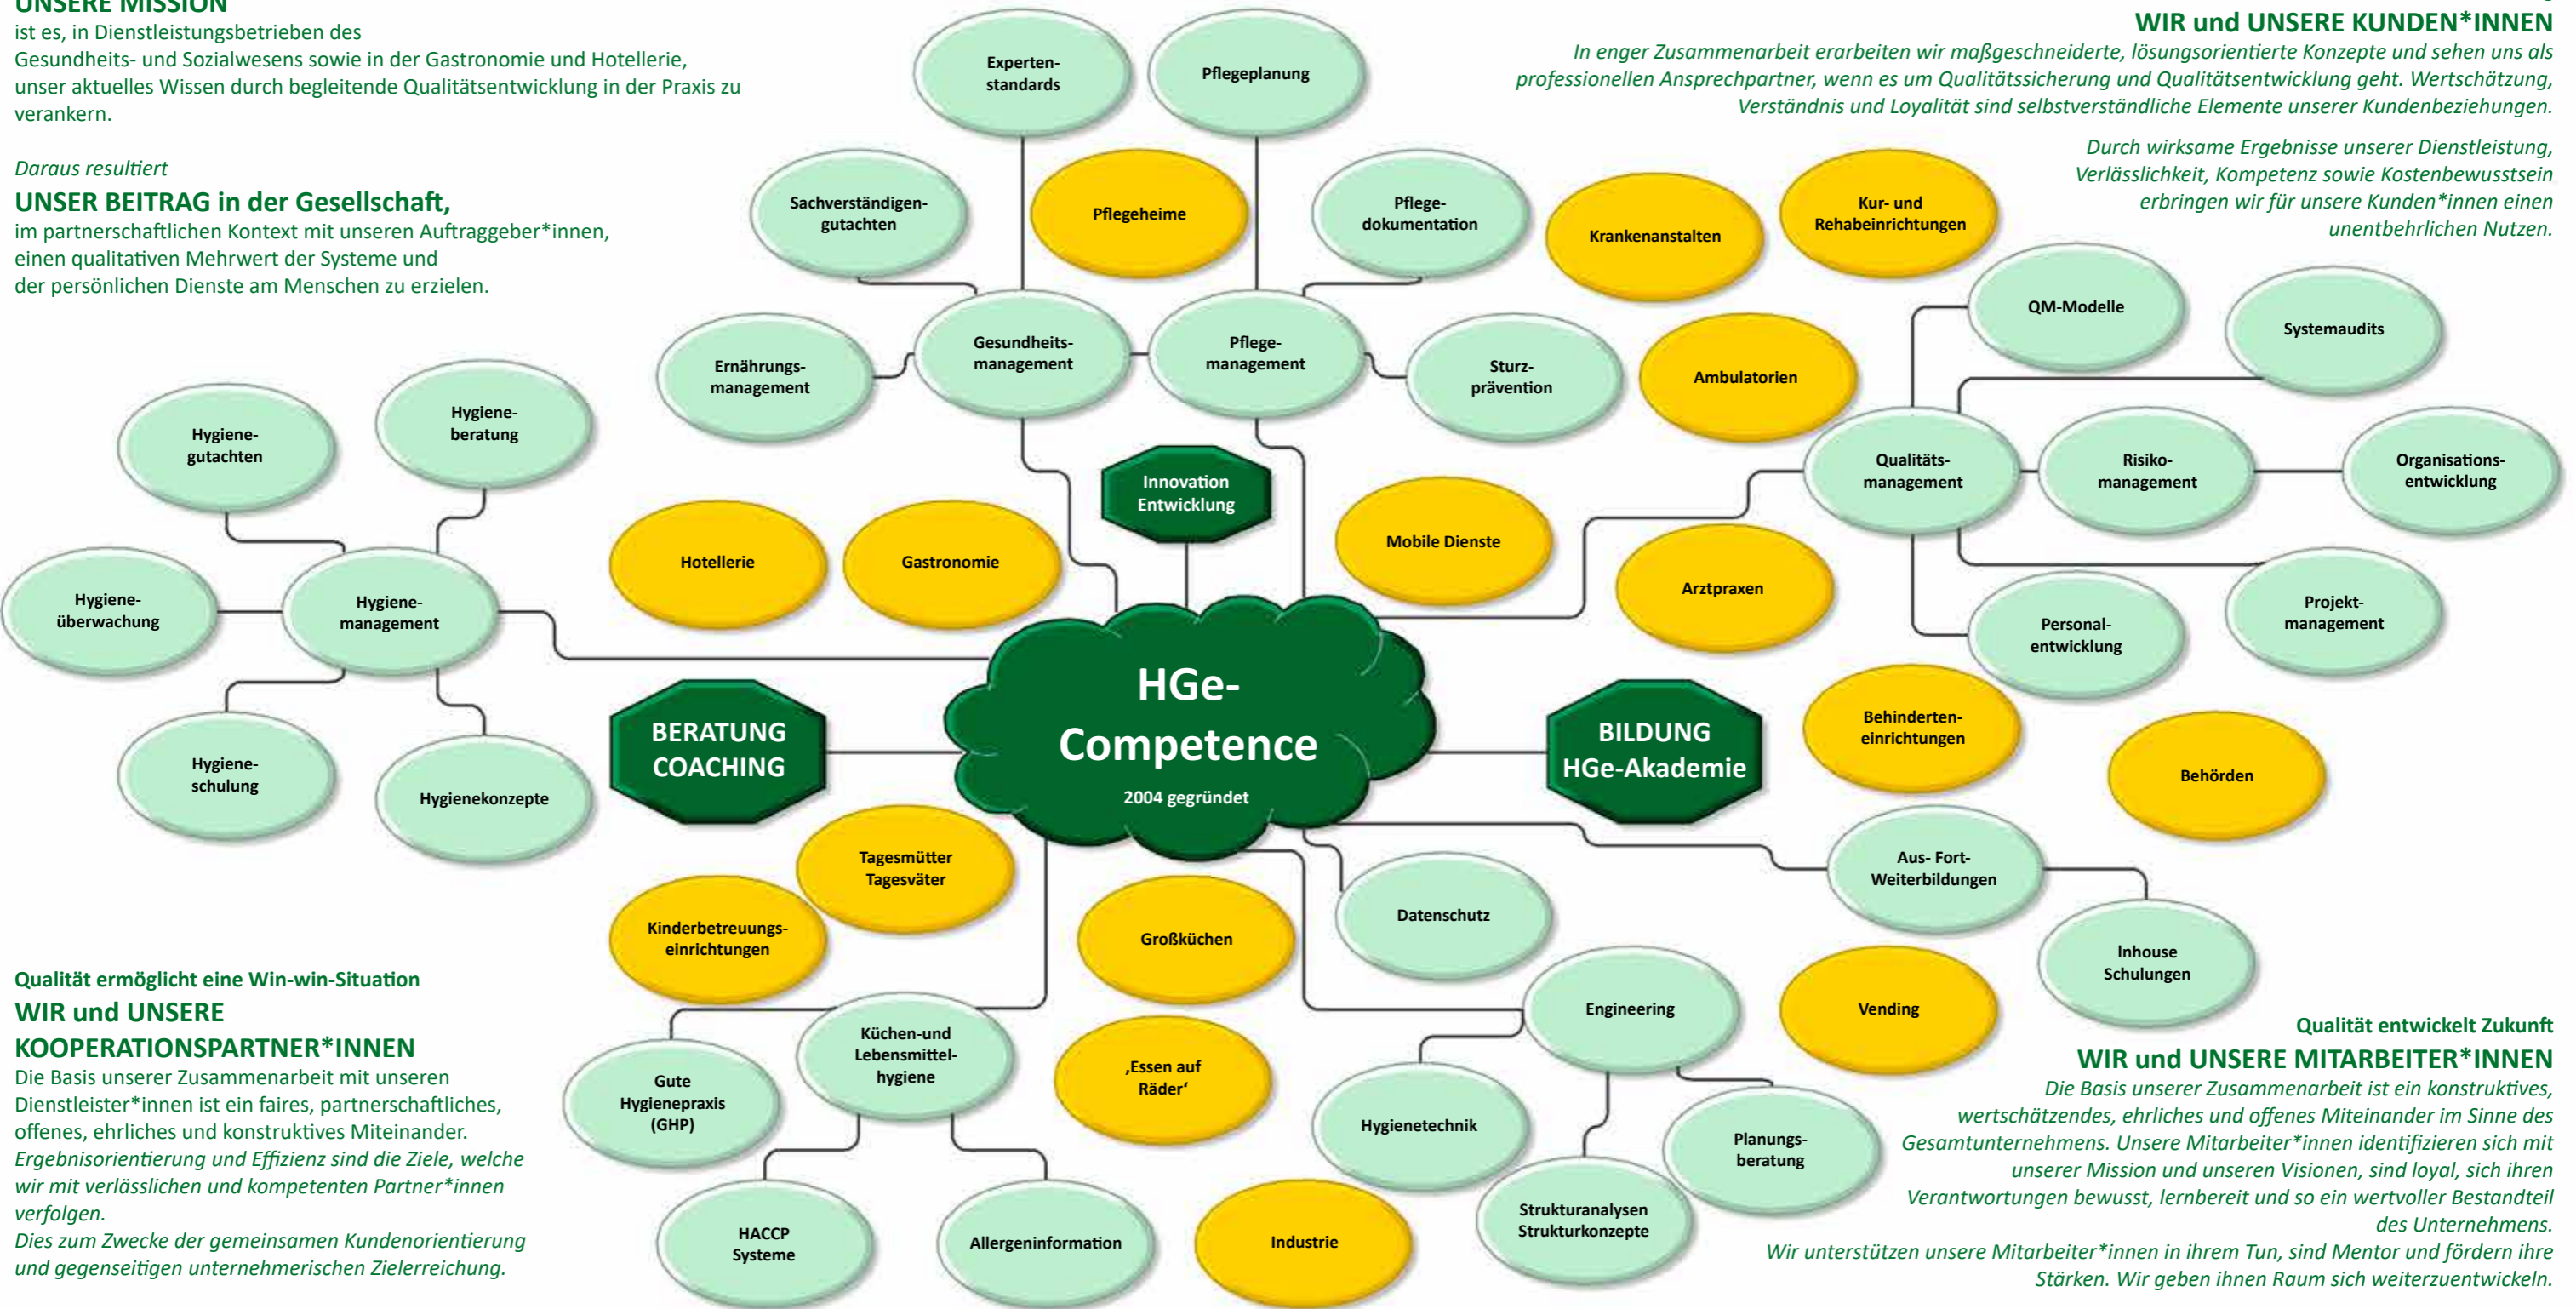 UNSERE MISSION
ist es, in Dienstleistungsbetrieben des
Gesundheits- und Sozialwesens sowie in der Gastronomie und Hotellerie,
unser aktuelles Wissen durch begleitende Qualitätsentwicklung in der Praxis zu
verankern.
Daraus resultiert
UNSER BEITRAG in der Gesellschaft,
im partnerschaftlichen Kontext mit unseren Auftraggeber*innen,
einen qualitativen Mehrwert der Systeme und
der persönlichen Dienste am Menschen zu erzielen.
WIR und UNSERE KUNDEN*INNEN
In enger Zusammenarbeit erarbeiten wir maßgeschneiderte, lösungsorientierte Konzepte und sehen uns als
professionellen Ansprechpartner, wenn es um Qualitätssicherung und Qualitätsentwicklung geht. Wertschätzung,
Verständnis und Loyalität sind selbstverständliche Elemente unserer Kundenbeziehungen.
Durch wirksame Ergebnisse unserer Dienstleistung,
Verlässlichkeit, Kompetenz sowie Kostenbewusstsein
erbringen wir für unsere Kunden*innen einen
unentbehrlichen Nutzen.
Experten-
standards
Pflegeplanung
Sachverständigen-
gutachten
Pflegeheime
Pflege-
dokumentation
Krankenanstalten
Kur- und
Rehabeinrichtungen
Ernährungs-
management
Gesundheits-
management
Pflege-
management
Sturz-
prävention
Ambulatorien
QM-Modelle
Systemaudits
Hygiene-
gutachten
Hygiene-
beratung
Innovation
Entwicklung
Qualitäts-
management
Risiko-
management
Organisations-
entwicklung
Hotellerie
Gastronomie
Mobile Dienste
Arztpraxen
Hygiene-
überwachung
Hygiene-
management
Personal-
entwicklung
Projekt-
management
Hygiene-
schulung
Hygienekonzepte
BERATUNG
COACHING
HGe-
Competence
2004 gegründet
BILDUNG
HGe-Akademie
Behinderten-
einrichtungen
Behörden
Tagesmütter
Tagesväter
Kinderbetreuungs-
einrichtungen
Großküchen
Datenschutz
Aus- Fort-
Weiterbildungen
Inhouse
Schulungen
Küchen-und
Lebensmittel-
hygiene
Gute
Hygienepraxis
(GHP)
‚Essen auf
Räder‘
Engineering
Vending
Hygienetechnik
Planungs-
beratung
HACCP
Systeme
Allergeninformation
Industrie
Strukturanalysen
Strukturkonzepte
Qualität ermöglicht eine Win-win-Situation
WIR und UNSERE
KOOPERATIONSPARTNER*INNEN
Die Basis unserer Zusammenarbeit mit unseren
Dienstleister*innen ist ein faires, partnerschaftliches,
offenes, ehrliches und konstruktives Miteinander.
Ergebnisorientierung und Effizienz sind die Ziele, welche
wir mit verlässlichen und kompetenten Partner*innen
verfolgen.
Dies zum Zwecke der gemeinsamen Kundenorientierung
und gegenseitigen unternehmerischen Zielerreichung.
Qualität entwickelt Zukunft
WIR und UNSERE MITARBEITER*INNEN
Die Basis unserer Zusammenarbeit ist ein konstruktives,
wertschätzendes, ehrliches und offenes Miteinander im Sinne des
Gesamtunternehmens. Unsere Mitarbeiter*innen identifizieren sich mit
unserer Mission und unseren Visionen, sind loyal, sich ihren
Verantwortungen bewusst, lernbereit und so ein wertvoller Bestandteil
des Unternehmens.
Wir unterstützen unsere Mitarbeiter*innen in ihrem Tun, sind Mentor und fördern ihre
Stärken. Wir geben ihnen Raum sich weiterzuentwickeln.